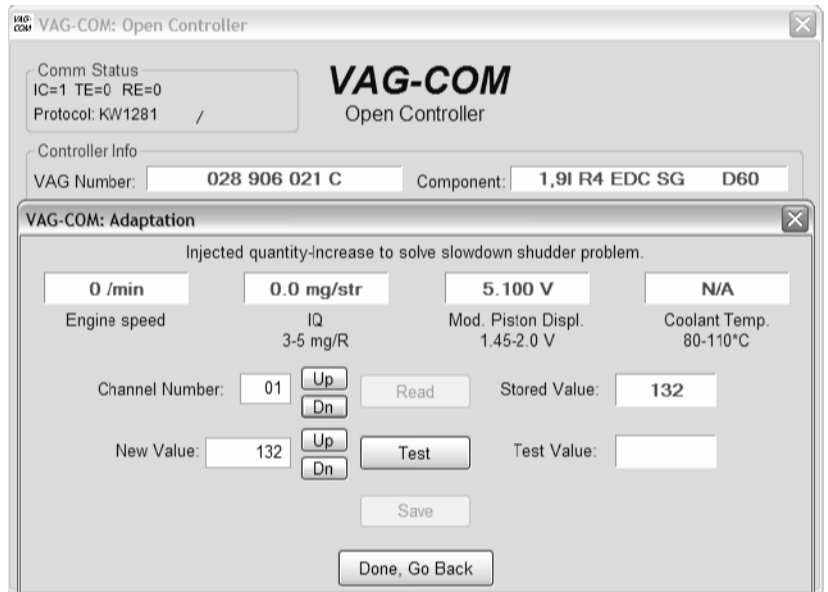 VAG-COM: Open Controller
Comm Status
IC=1 TE=0 RE=0
Protocol: KW1281 /
VAG-COM
Open Controller
Controller Info
VAG Number: 028 906 021 C Component: 1,9l R4 EDC SG D60
VAG-COM: Adaptation
Injected quantity-Increase to solve slowdown shudder problem.
0 /min 0.0 mg/str 5.100 V N/A
Engine speed IQ Mod. Piston Displ. Coolant Temp.
3-5 mg/R 1.45-2.0 V 80-110*C
Channel Number: 01 Up Dn Read Stored Value: 132
New Value: 132 Up Dn Test Test Value:
Save
Done, Go Back